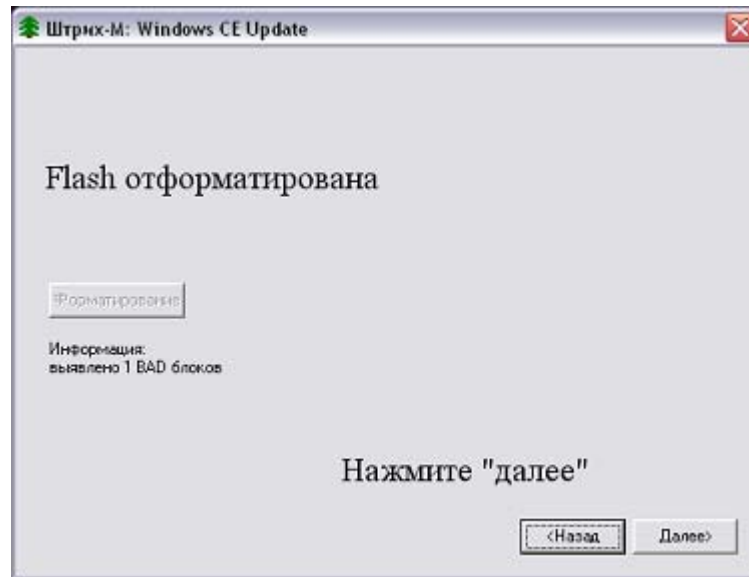 Штрих-М: Windows CE Update
Flash отформатирована
Форматирование
Информация:
выявлено 1 BAD блоков
Нажмите "далее"
<Назад
Далее>